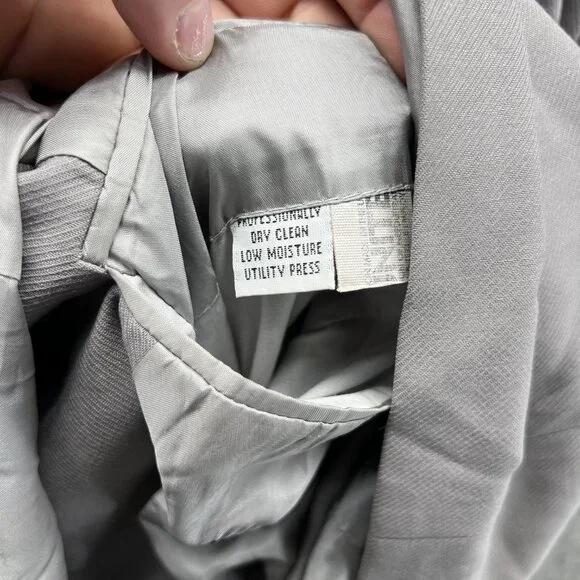 PROFESSIONALLY
DRY CLEAN
LOW MOISTURE
UTILITY PRESS